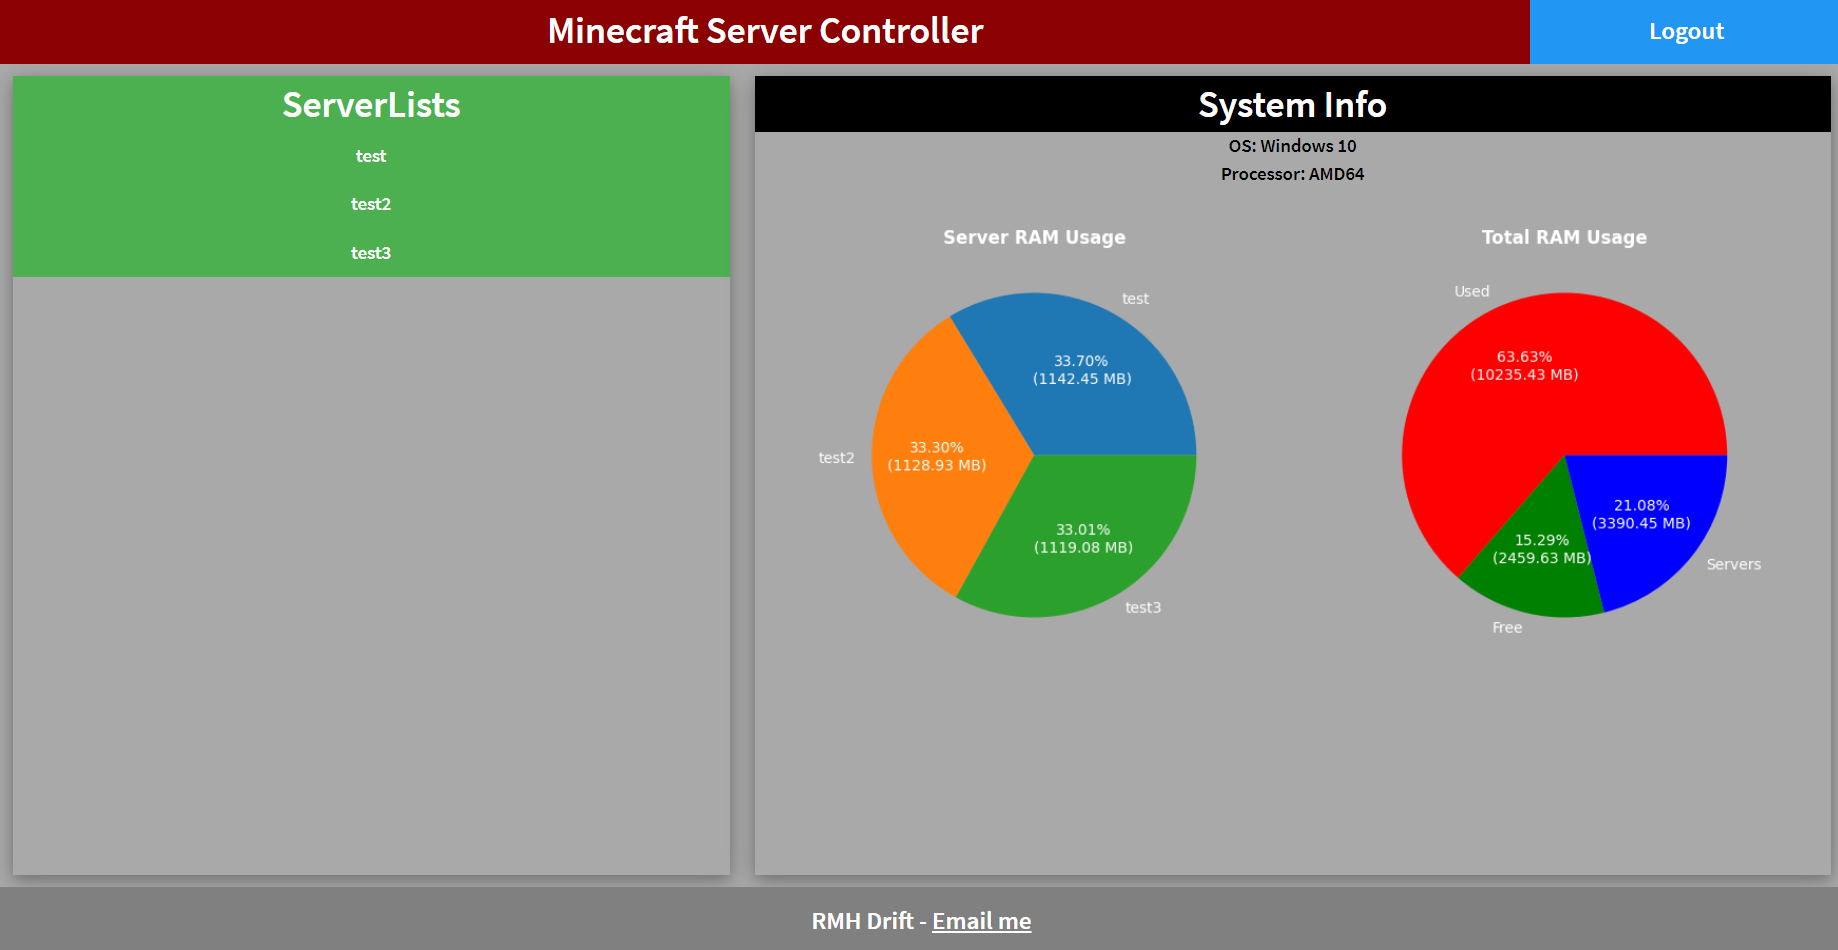 Minecraft Server Controller
Logout
ServerLists
test
test2
test3
System Info
OS: Windows 10
Processor: AMD64
Server RAM Usage
test
33.70%
(1142.45 MB)
test2
33.30%
(1128.93 MB)
33.01%
(1119.08 MB)
test3
Total RAM Usage
Used
63.63%
(10235.43 MB)
21.08%
(3390.45 MB)
15.29%
(2459.63 MB)
Servers
Free
RMH Drift - Email me